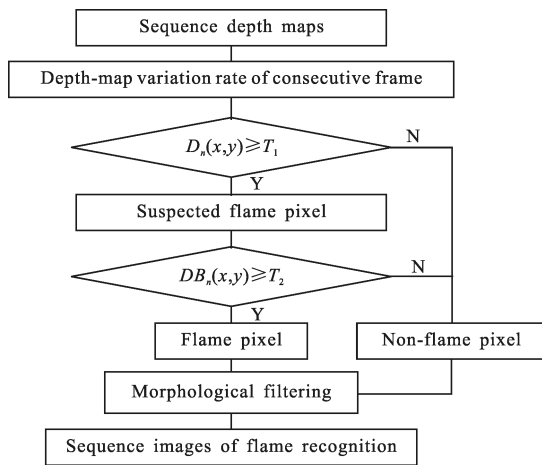 Sequence depth maps
Depth-map variation rate of consecutive frame
Dₙ(x,y)≥T₁
N
Y
Suspected flame pixel
DBₙ(x,y)≥T₂
N
Y
Flame pixel
Non-flame pixel
Morphological filtering
Sequence images of flame recognition